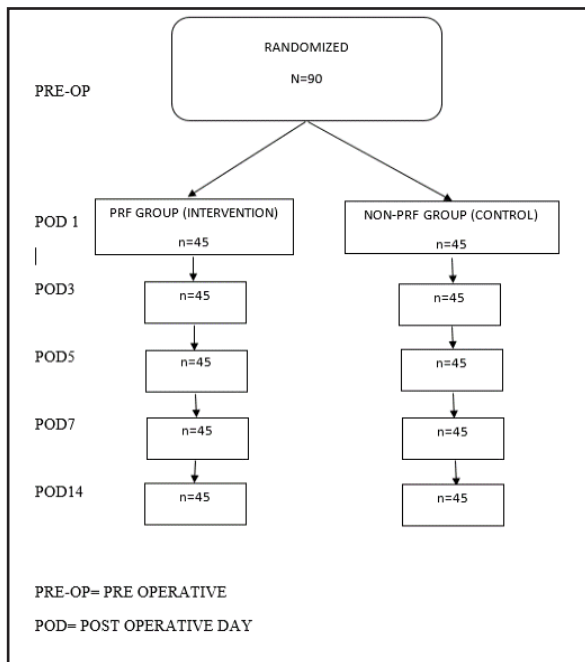 RANDOMIZED
N=90
PRE-OP
PRF GROUP (INTERVENTION)
n=45
NON-PRF GROUP (CONTROL)
n=45
POD 1
POD3
n=45
n=45
POD5
n=45
n=45
POD7
n=45
n=45
POD14
n=45
n=45
PRE-OP= PRE OPERATIVE
POD= POST OPERATIVE DAY